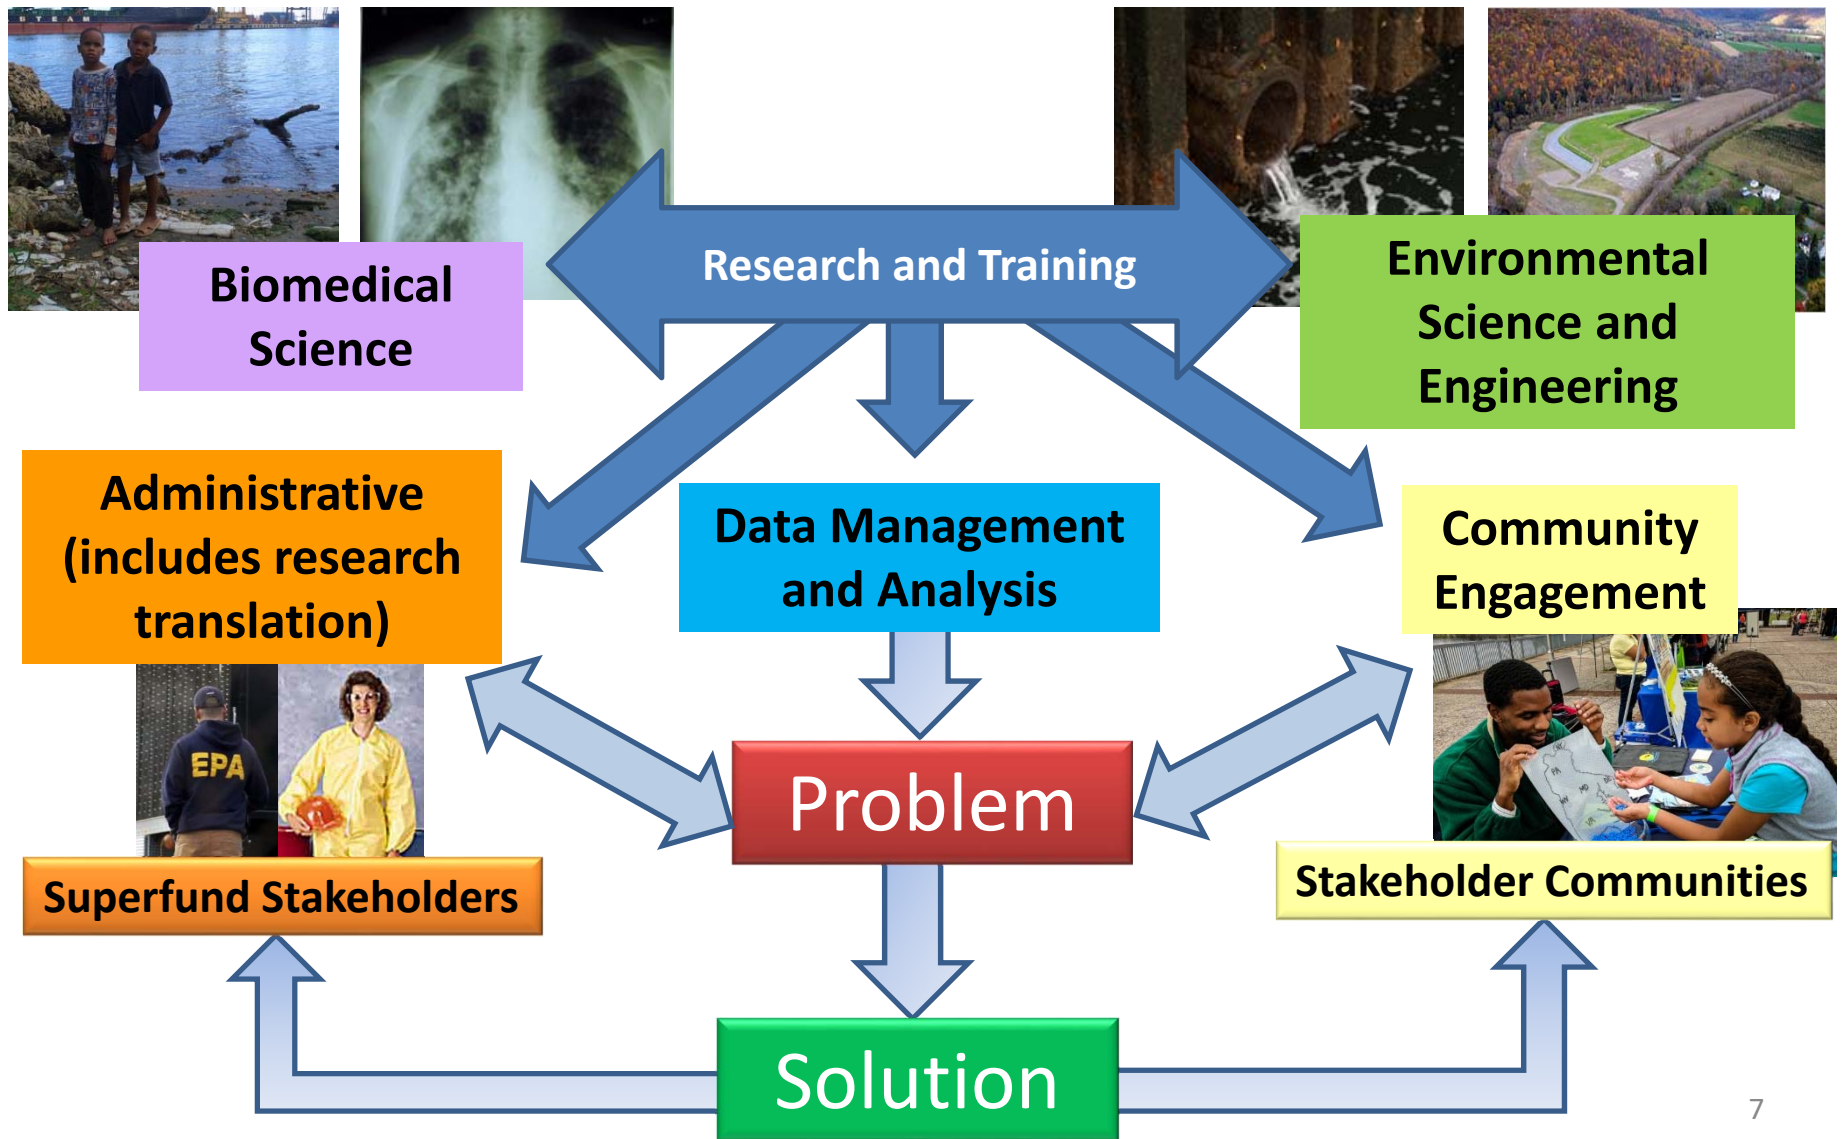 STEAM
Research and Training
Biomedical
Science
Environmental
Science and
Engineering
Administrative
(includes research
translation)
Data Management
and Analysis
Community
Engagement
EPA
Problem
Superfund Stakeholders
Stakeholder Communities
Solution
7